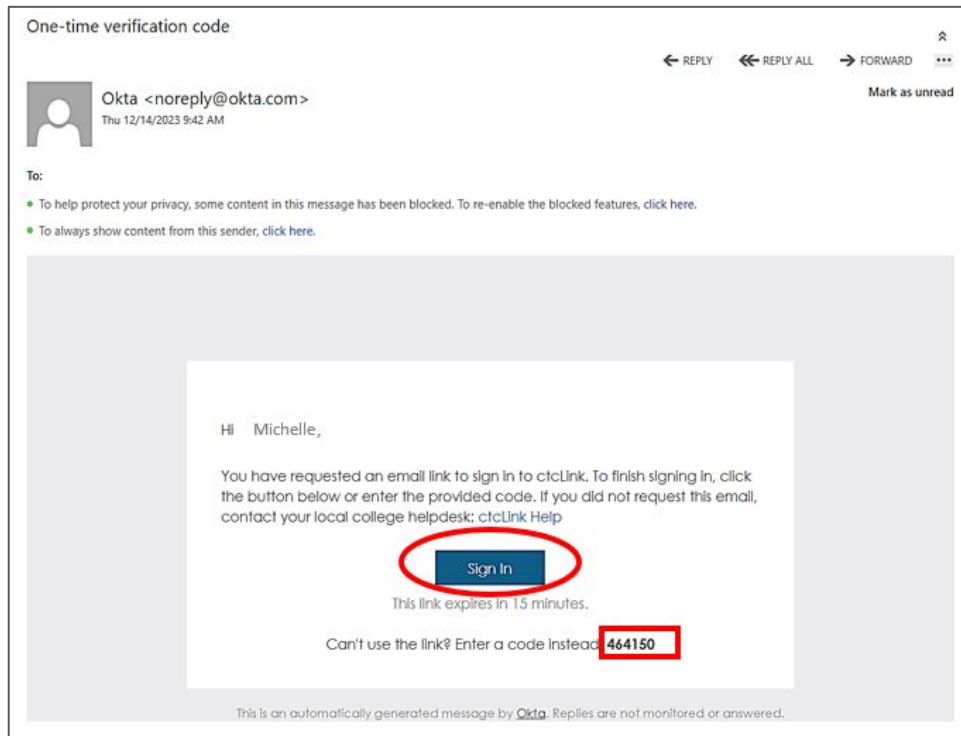 One-time verification code
REPLY REPLY ALL FORWARD
Okta <noreply@okta.com>
Mark as unread
Thu 12/14/2023 9:42 AM
To:
To help protect your privacy, some content in this message has been blocked. To re-enable the blocked features, click here.
To always show content from this sender, click here.
Hi Michelle,
You have requested an email link to sign in to ctcLink. To finish signing in, click
the button below or enter the provided code. If you did not request this email,
contact your local college helpdesk: ctcLink Help
Sign In
This link expires in 15 minutes.
Can't use the link? Enter a code instead 464150
This is an automatically generated message by Okta. Replies are not monitored or answered.